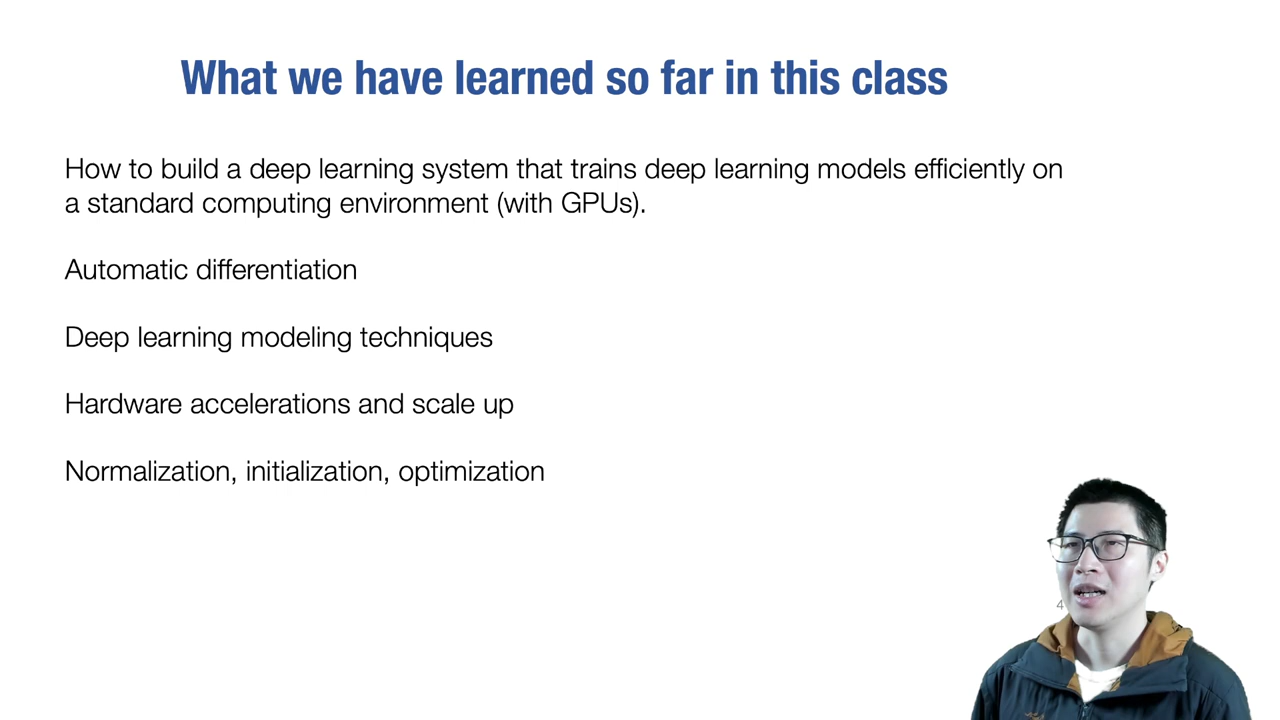 What we have learned so far in this class
How to build a deep learning system that trains deep learning models efficiently on
a standard computing environment (with GPUs).
Automatic differentiation
Deep learning modeling techniques
Hardware accelerations and scale up
Normalization, initialization, optimization
4